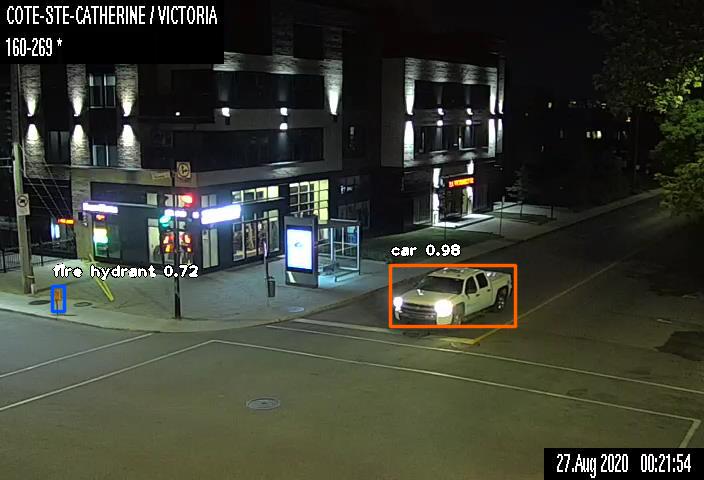 COTE-STE-CATHERINE / VICTORIA
160-269 *
car 0.98
fire hydrant 0.72
27.Aug 2020 00:21:54